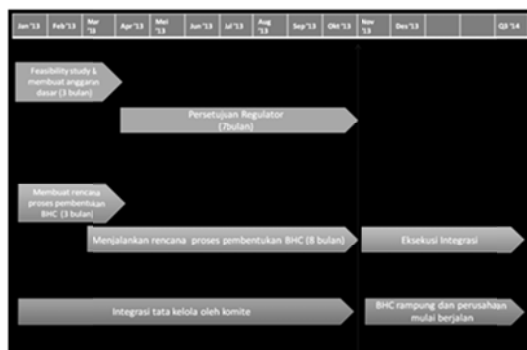 Jan '13 Feb '13 Mar '13 Apr '13 Mei '13 Jun '13 Jul '13 Aug '13 Sep '13 Okt '13 Nov '13 Des '13 Q3 '14
Feasibility study &
membuat anggaran
dasar (3 bulan)
Persetujuan Regulator
(7bulan)
Membuat rencana
proses pembentukan
BHC (3 bulan)
Menjalankan rencana proses pembentukan BHC (8 bulan)
Eksekusi Integrasi
Integrasi tata kelola oleh komite
BHC rampung dan perusahaan
mulai berjalan